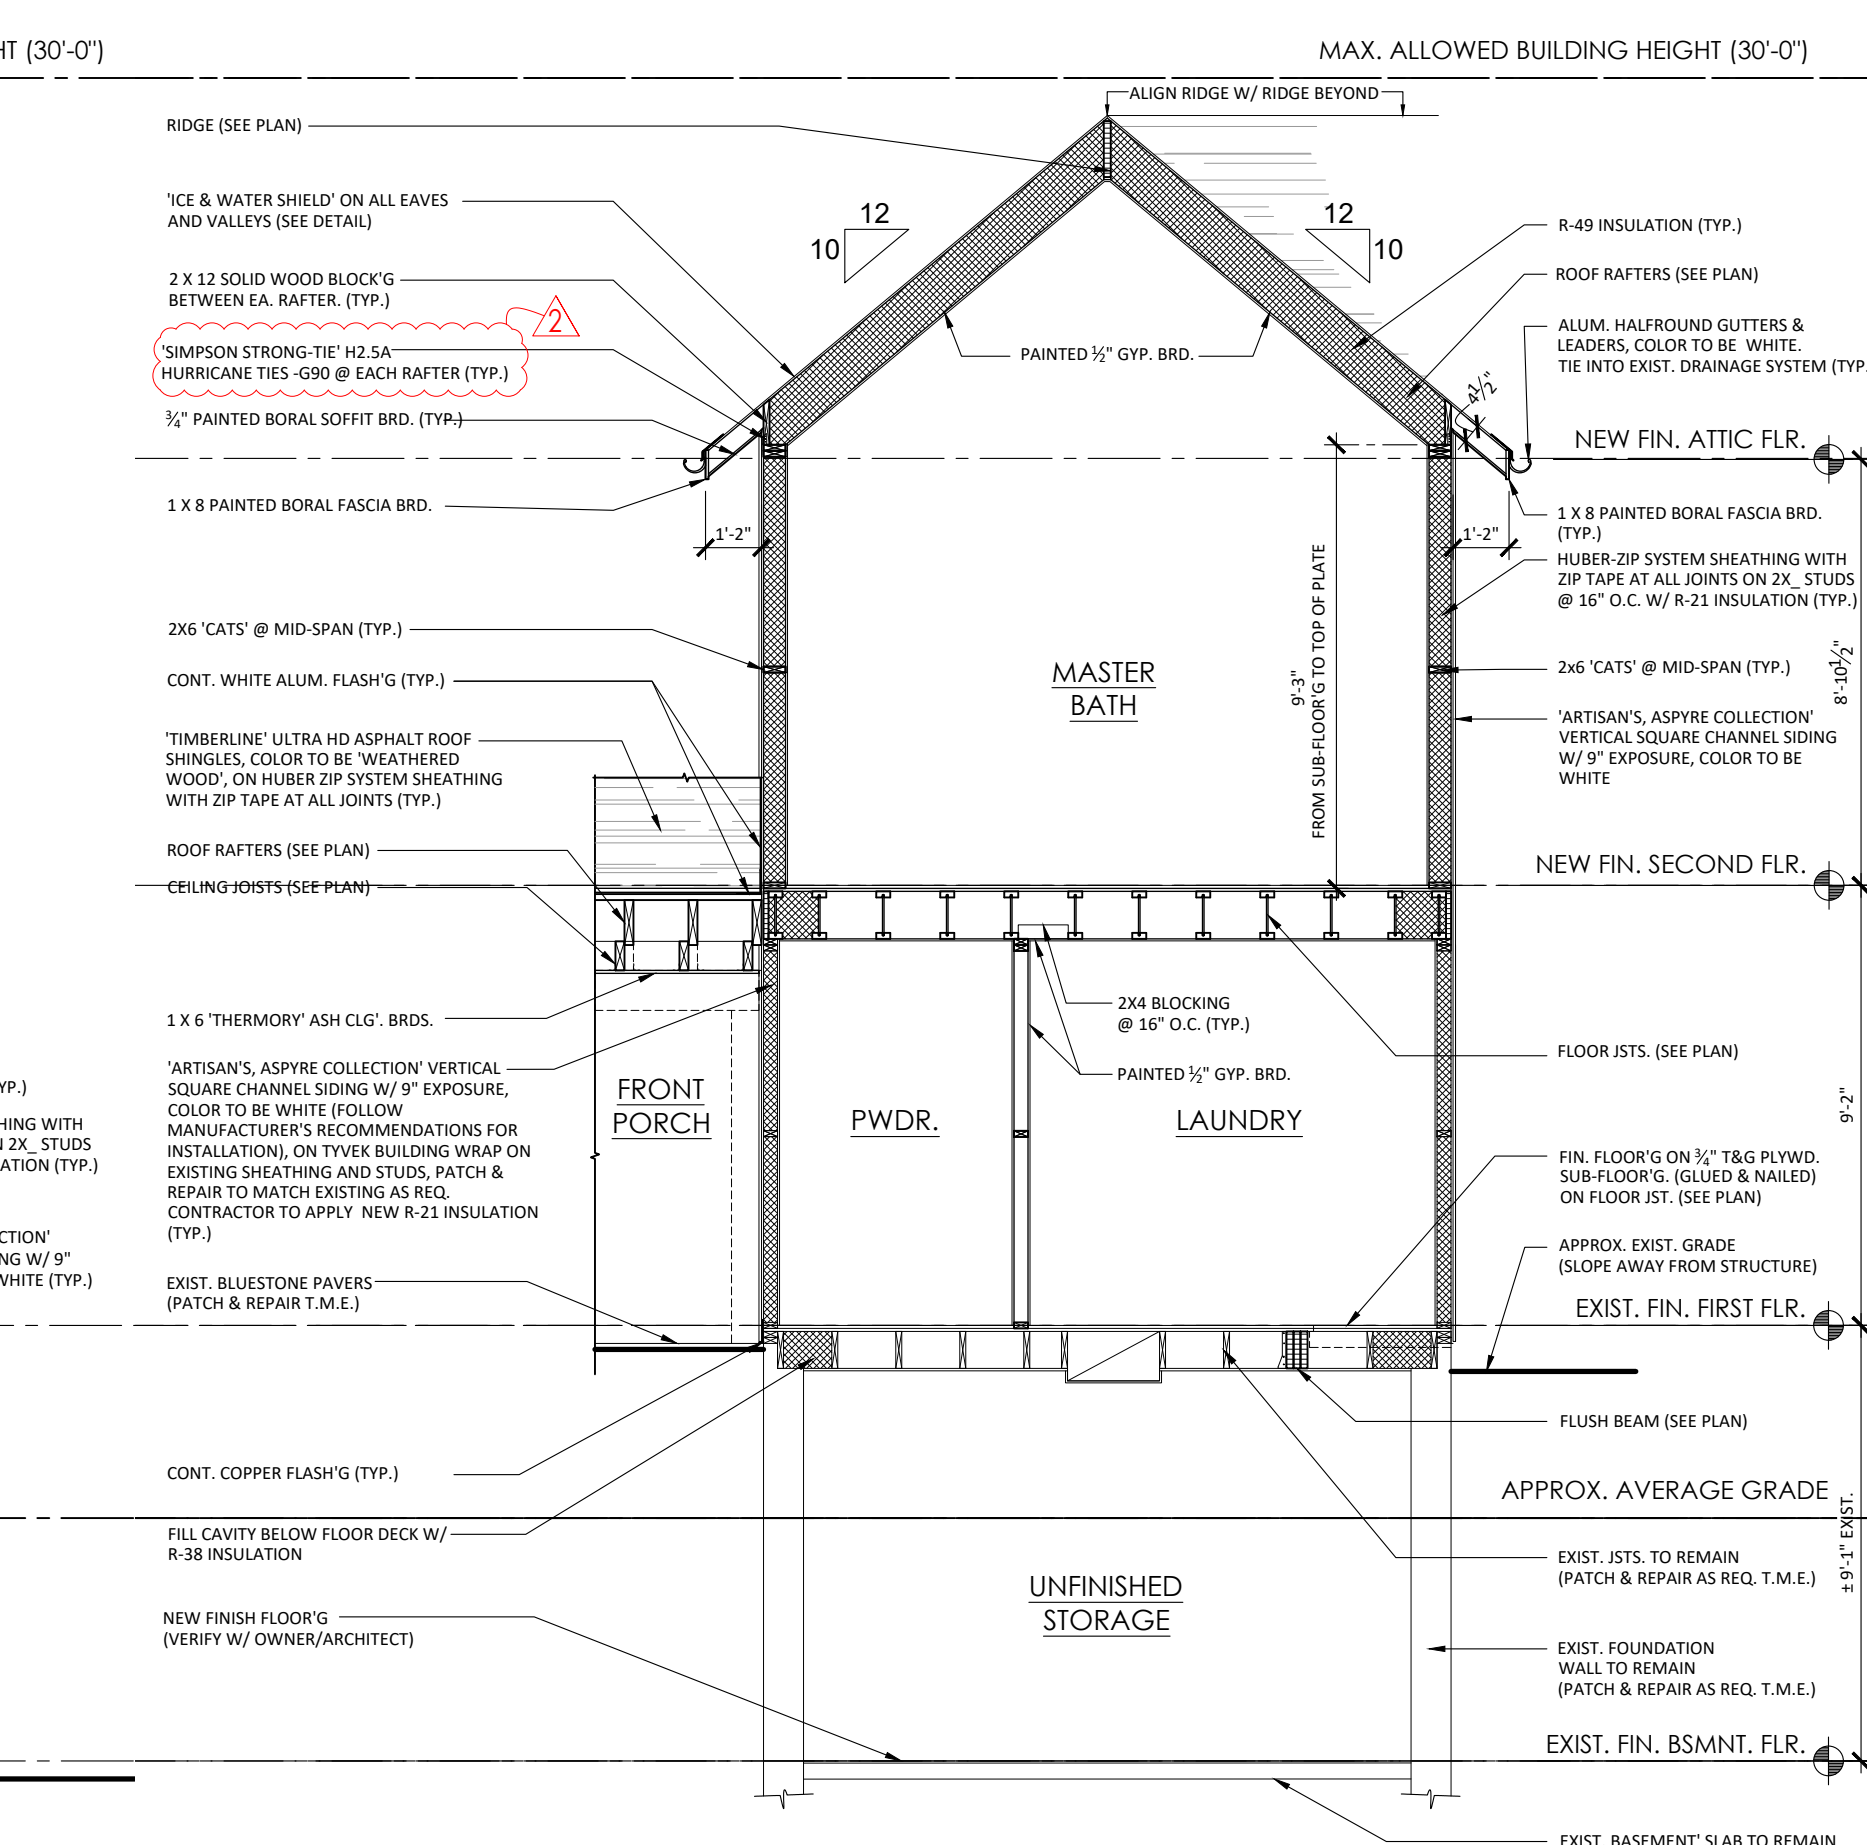 HT (30'-0")
MAX. ALLOWED BUILDING HEIGHT (30'-0")
ALIGN RIDGE W/ RIDGE BEYOND
RIDGE (SEE PLAN)
'ICE & WATER SHIELD' ON ALL EAVES
AND VALLEYS (SEE DETAIL)
2 X 12 SOLID WOOD BLOCK'G
BETWEEN EA. RAFTER. (TYP.)
2
'SIMPSON STRONG-TIE' H2.5A
HURRICANE TIES -G90 @ EACH RAFTER (TYP.)
¾" PAINTED BORAL SOFFIT BRD. (TYP.)
1 X 8 PAINTED BORAL FASCIA BRD.
1'-2"
2X6 'CATS' @ MID-SPAN (TYP.)
CONT. WHITE ALUM. FLASH'G (TYP.)
'TIMBERLINE' ULTRA HD ASPHALT ROOF
SHINGLES, COLOR TO BE 'WEATHERED
WOOD', ON HUBER ZIP SYSTEM SHEATHING
WITH ZIP TAPE AT ALL JOINTS (TYP.)
ROOF RAFTERS (SEE PLAN)
CEILING JOISTS (SEE PLAN)
1 X 6 'THERMORY' ASH CLG'. BRDS.
'ARTISAN'S, ASPYRE COLLECTION' VERTICAL
SQUARE CHANNEL SIDING W/ 9" EXPOSURE,
COLOR TO BE WHITE (FOLLOW
MANUFACTURER'S RECOMMENDATIONS FOR
INSTALLATION), ON TYVEK BUILDING WRAP ON
EXISTING SHEATHING AND STUDS, PATCH &
REPAIR TO MATCH EXISTING AS REQ.
CONTRACTOR TO APPLY NEW R-21 INSULATION
(TYP.)
EXIST. BLUESTONE PAVERS
(PATCH & REPAIR T.M.E.)
CONT. COPPER FLASH'G (TYP.)
FILL CAVITY BELOW FLOOR DECK W/
R-38 INSULATION
NEW FINISH FLOOR'G
(VERIFY W/ OWNER/ARCHITECT)
YP.)
HING WITH
N 2X_ STUDS
ATION (TYP.)
CTION'
NG W/ 9"
WHITE (TYP.)
12
10
12
10
PAINTED ½" GYP. BRD.
MASTER
BATH
9'-3"
FROM SUB-FLOOR'G TO TOP OF PLATE
2X4 BLOCKING
@ 16" O.C. (TYP.)
PAINTED ½" GYP. BRD.
FRONT
PORCH
PWDR.
LAUNDRY
UNFINISHED
STORAGE
R-49 INSULATION (TYP.)
ROOF RAFTERS (SEE PLAN)
ALUM. HALFROUND GUTTERS &
LEADERS, COLOR TO BE WHITE.
TIE INTO EXIST. DRAINAGE SYSTEM (TYP.
4½"
NEW FIN. ATTIC FLR.
1'-2"
1 X 8 PAINTED BORAL FASCIA BRD.
(TYP.)
HUBER-ZIP SYSTEM SHEATHING WITH
ZIP TAPE AT ALL JOINTS ON 2X_ STUDS
@ 16" O.C. W/ R-21 INSULATION (TYP.)
2x6 'CATS' @ MID-SPAN (TYP.)
8'-10½"
'ARTISAN'S, ASPYRE COLLECTION'
VERTICAL SQUARE CHANNEL SIDING
W/ 9" EXPOSURE, COLOR TO BE
WHITE
NEW FIN. SECOND FLR.
FLOOR JSTS. (SEE PLAN)
9'-2"
FIN. FLOOR'G ON ¾" T&G PLYWD.
SUB-FLOOR'G. (GLUED & NAILED)
ON FLOOR JST. (SEE PLAN)
APPROX. EXIST. GRADE
(SLOPE AWAY FROM STRUCTURE)
EXIST. FIN. FIRST FLR.
FLUSH BEAM (SEE PLAN)
APPROX. AVERAGE GRADE
±9'-1" EXIST.
EXIST. JSTS. TO REMAIN
(PATCH & REPAIR AS REQ. T.M.E.)
EXIST. FOUNDATION
WALL TO REMAIN
(PATCH & REPAIR AS REQ. T.M.E.)
EXIST. FIN. BSMNT. FLR.
EXIST. BASEMENT' SLAB TO REMAIN